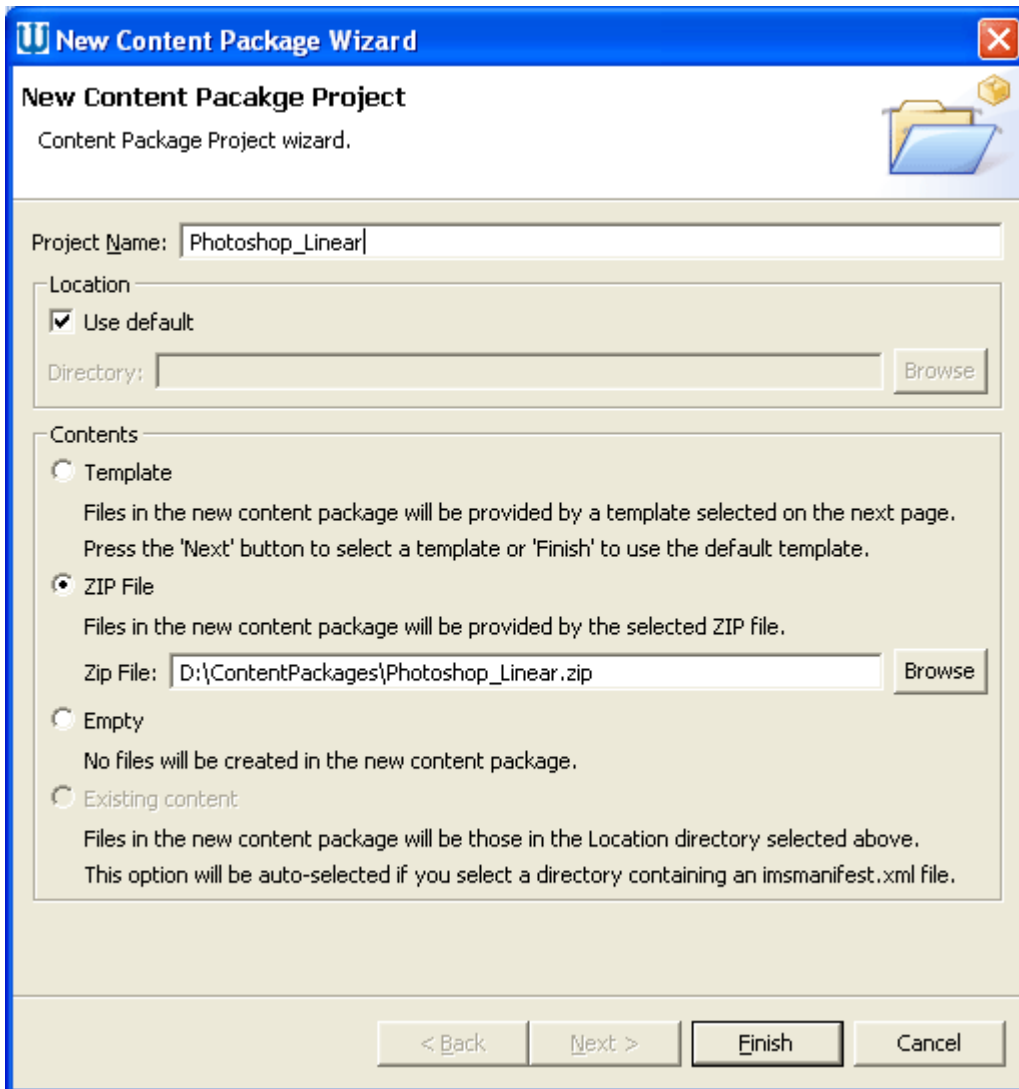 New Content Package Wizard
New Content Pacakge Project
Content Package Project wizard.
Project Name: Photoshop_Linear
Location
Use default
Directory: Browse
Contents
Template
Files in the new content package will be provided by a template selected on the next page.
Press the 'Next' button to select a template or 'Finish' to use the default template.
ZIP File
Files in the new content package will be provided by the selected ZIP file.
Zip File: D:\ContentPackages\Photoshop_Linear.zip Browse
Empty
No files will be created in the new content package.
Existing content
Files in the new content package will be those in the Location directory selected above.
This option will be auto-selected if you select a directory containing an imsmanifest.xml file.
< Back Next > Finish Cancel